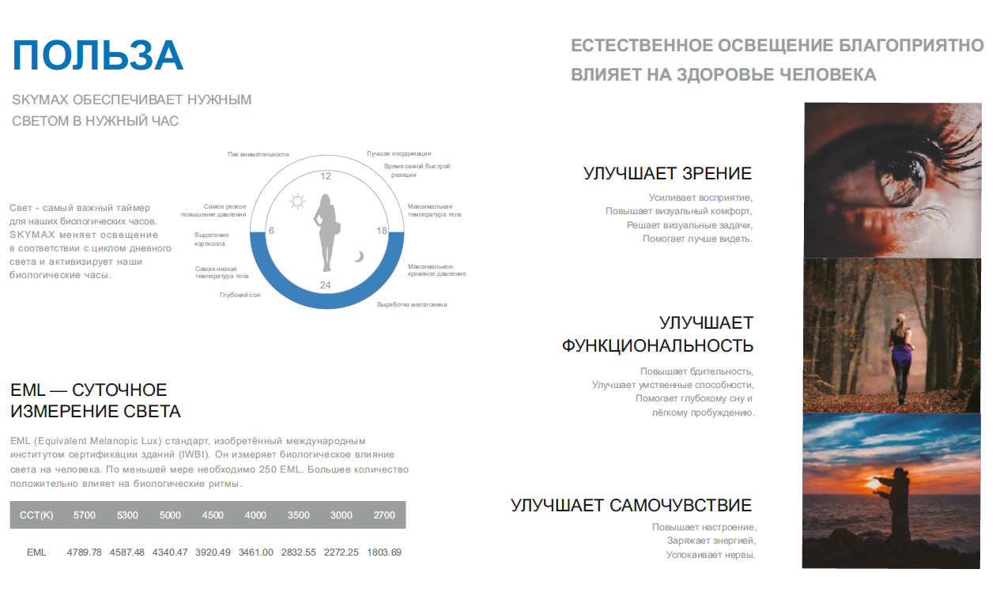 ПОЛЬЗА
SKYMAX ОБЕСПЕЧИВАЕТ НУЖНЫМ
СВЕТОМ В НУЖНЫЙ ЧАС
Свет - самый важный таймер
для наших биологических часов.
SKYMAX меняет освещение
в соответствии с циклом дневного
света и активизирует наши
биологические часы.
Пик внимательности
Лучшая координация
Время самой быстрой
реакции
Самое резкое
повышение давления
Максимальная
температура тела
Выделение
кортизола
Самая низкая
температура тела
Максимальное
кровяное давление
Глубокий сон
Выработка мелатонина
12
6
18
24
EML — СУТОЧНОЕ
ИЗМЕРЕНИЕ СВЕТА
EML (Equivalent Melanopic Lux) стандарт, изобретённый международным
институтом сертификации зданий (IWBI). Он измеряет биологическое влияние
света на человека. По меньшей мере необходимо 250 EML. Большее количество
положительно влияет на биологические ритмы.
CCT(K) 5700 5300 5000 4500 4000 3500 3000 2700
EML 4789.78 4587.48 4340.47 3920.49 3461.00 2832.55 2272.25 1803.69
ЕСТЕСТВЕННОЕ ОСВЕЩЕНИЕ БЛАГОПРИЯТНО
ВЛИЯЕТ НА ЗДОРОВЬЕ ЧЕЛОВЕКА
УЛУЧШАЕТ ЗРЕНИЕ
Усиливает восприятие,
Повышает визуальный комфорт,
Решает визуальные задачи,
Помогает лучше видеть.
УЛУЧШАЕТ
ФУНКЦИОНАЛЬНОСТЬ
Повышает бдительность,
Улучшает умственные способности,
Помогает глубокому сну и
лёгкому пробуждению.
УЛУЧШАЕТ САМОЧУВСТВИЕ
Повышает настроение,
Заряжает энергией,
Успокаивает нервы.